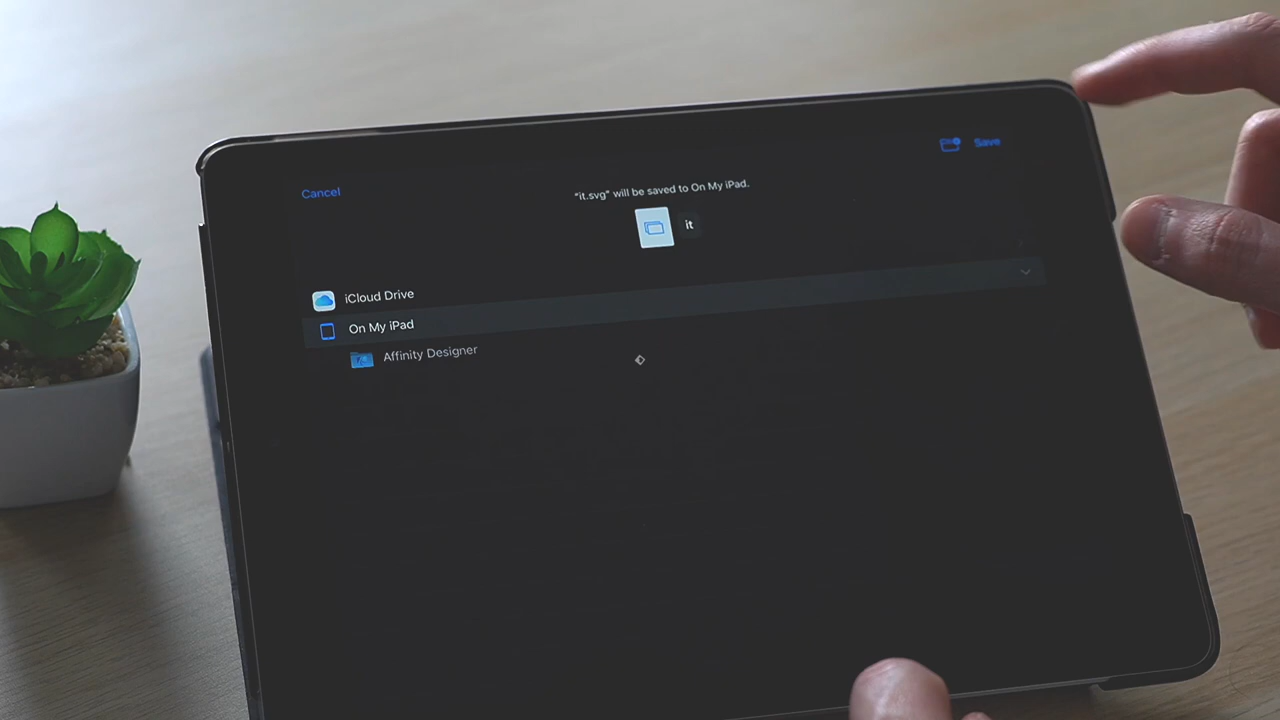 Cancel
Save
"it.svg" will be saved to On My iPad.
it
iCloud Drive
On My iPad
Affinity Designer